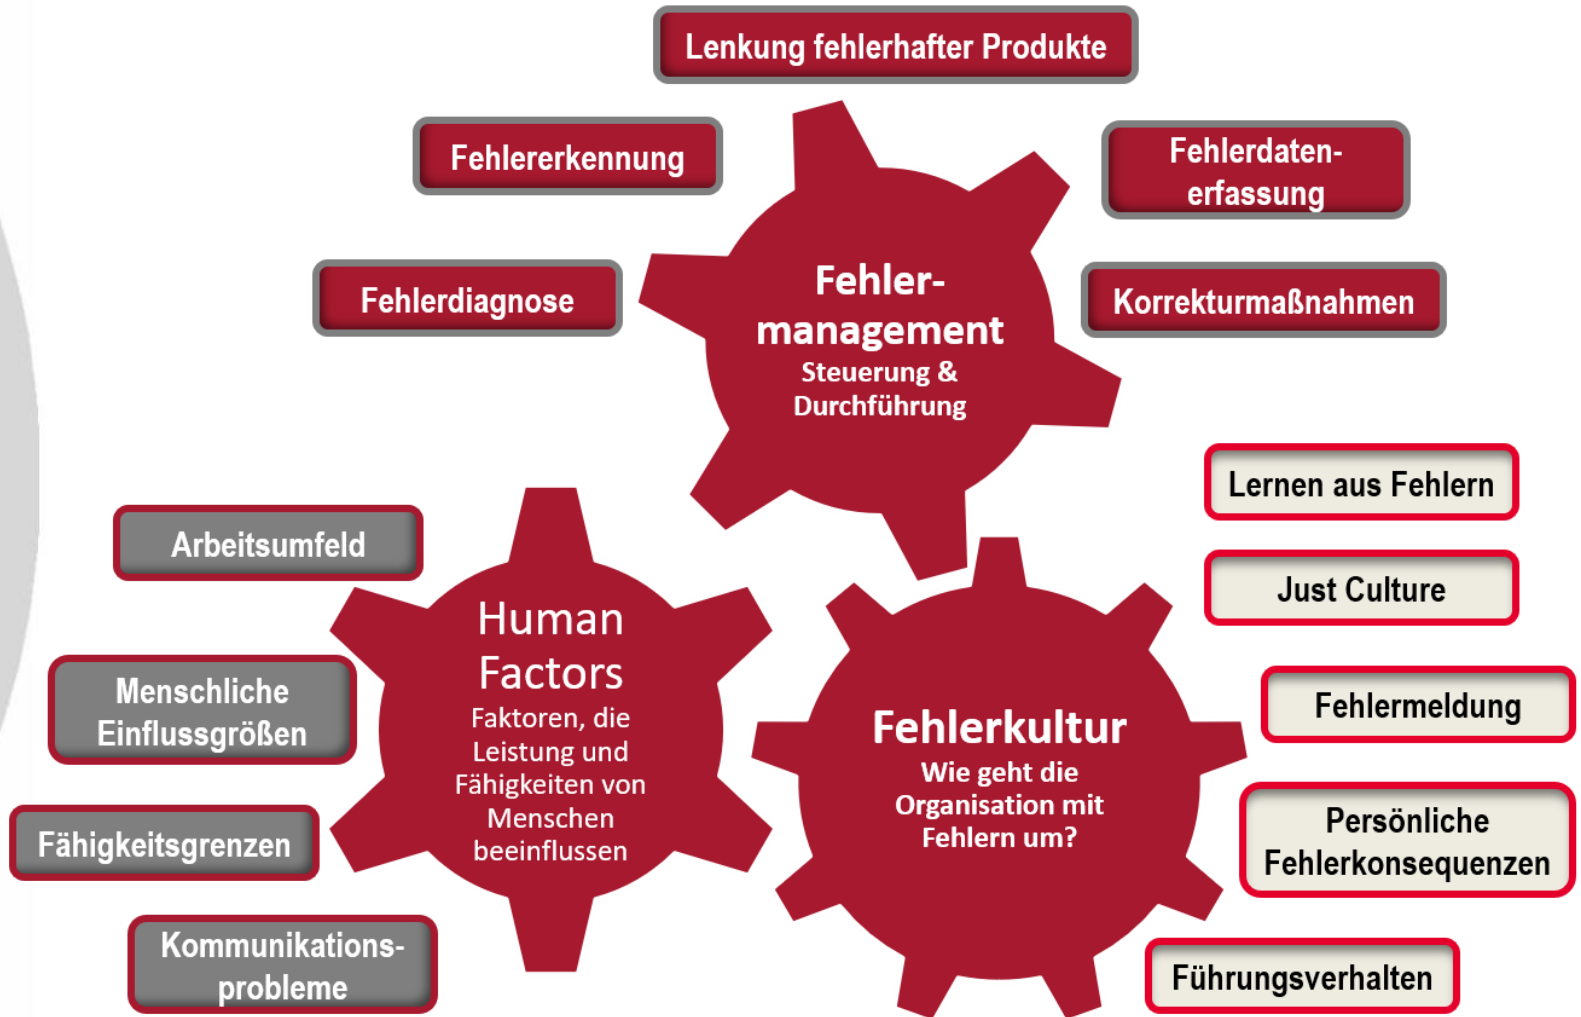 Lenkung fehlerhafter Produkte
Fehlererkennung
Fehlerdaten-
erfassung
Fehlerdiagnose
Korrekturmaßnahmen
Fehler-
management
Steuerung &
Durchführung
Arbeitsumfeld
Menschliche
Einflussgrößen
Fähigkeitsgrenzen
Kommunikations-
probleme
Human
Factors
Faktoren, die
Leistung und
Fähigkeiten von
Menschen
beeinflussen
Fehlerkultur
Wie geht die
Organisation mit
Fehlern um?
Lernen aus Fehlern
Just Culture
Fehlermeldung
Persönliche
Fehlerkonsequenzen
Führungsverhalten